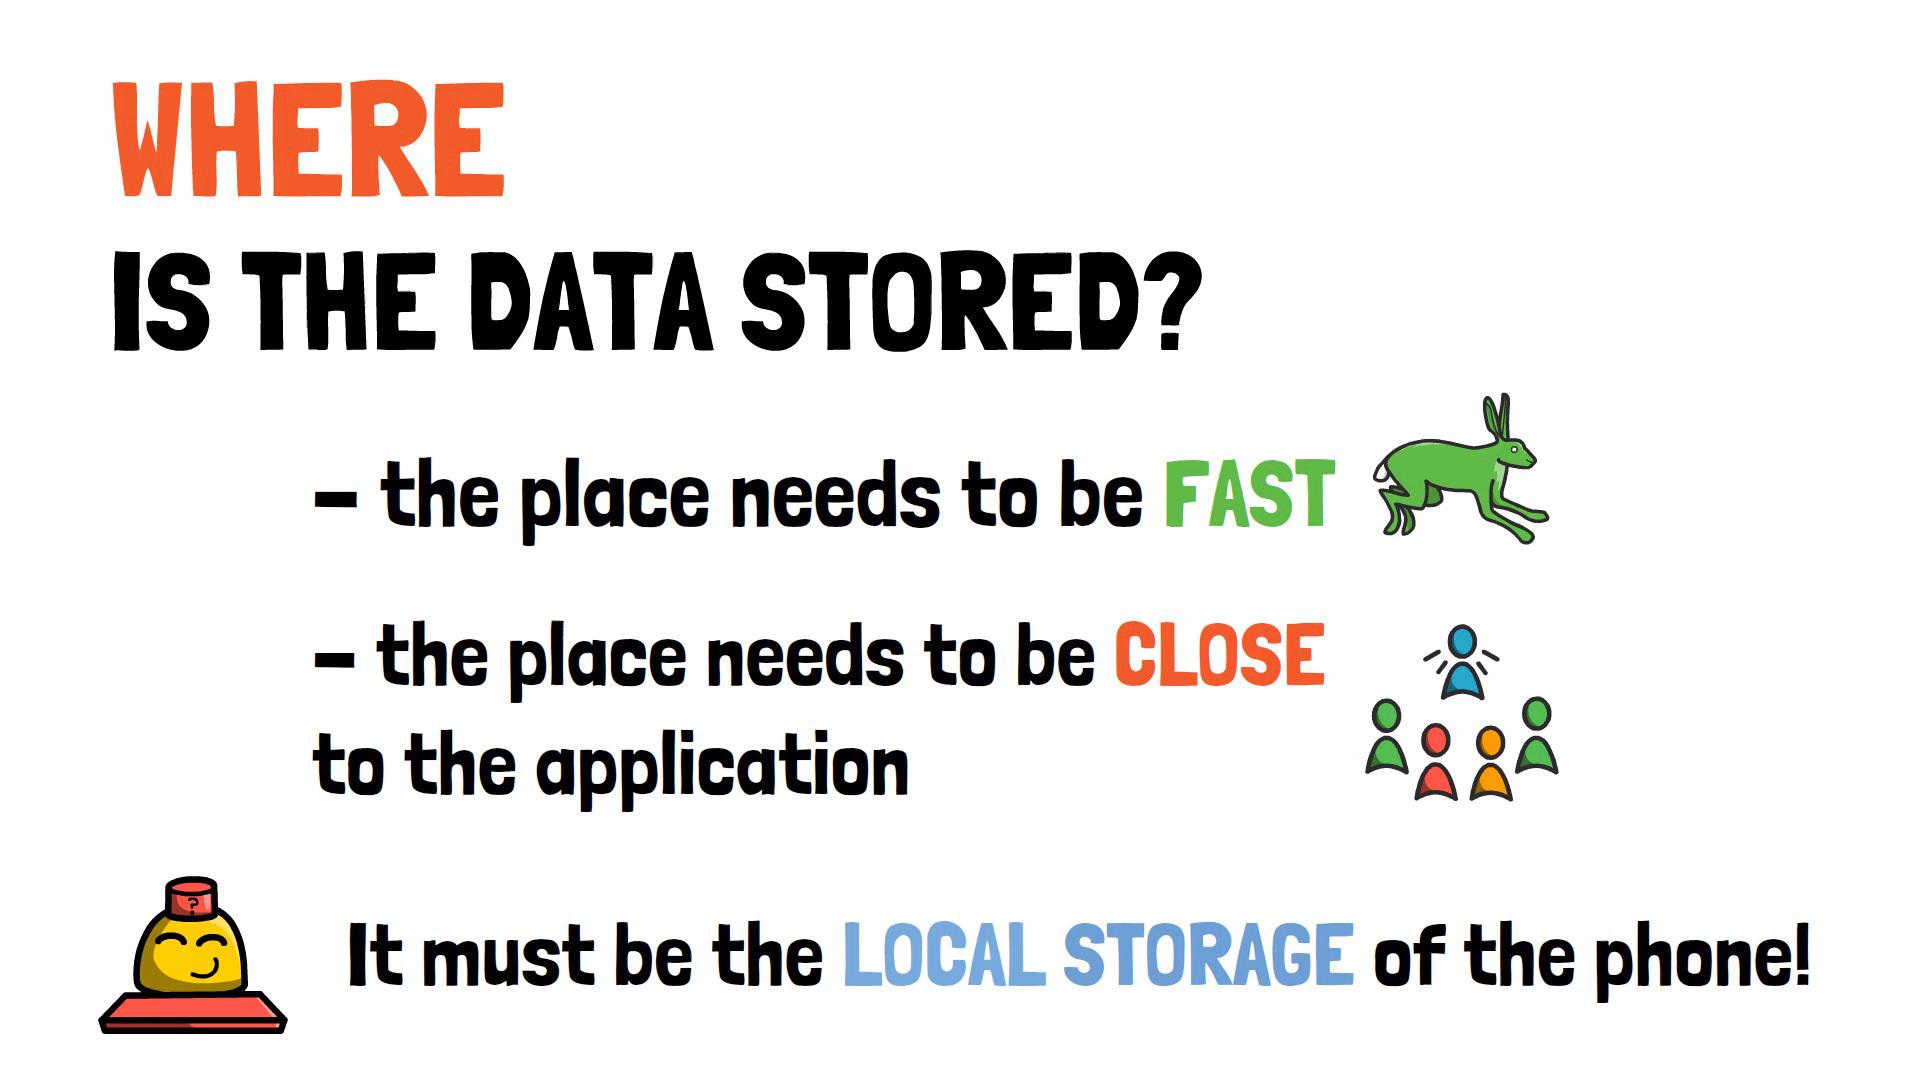 WHERE
IS THE DATA STORED?
– the place needs to be FAST
– the place needs to be CLOSE
to the application
?
It must be the LOCAL STORAGE of the phone!